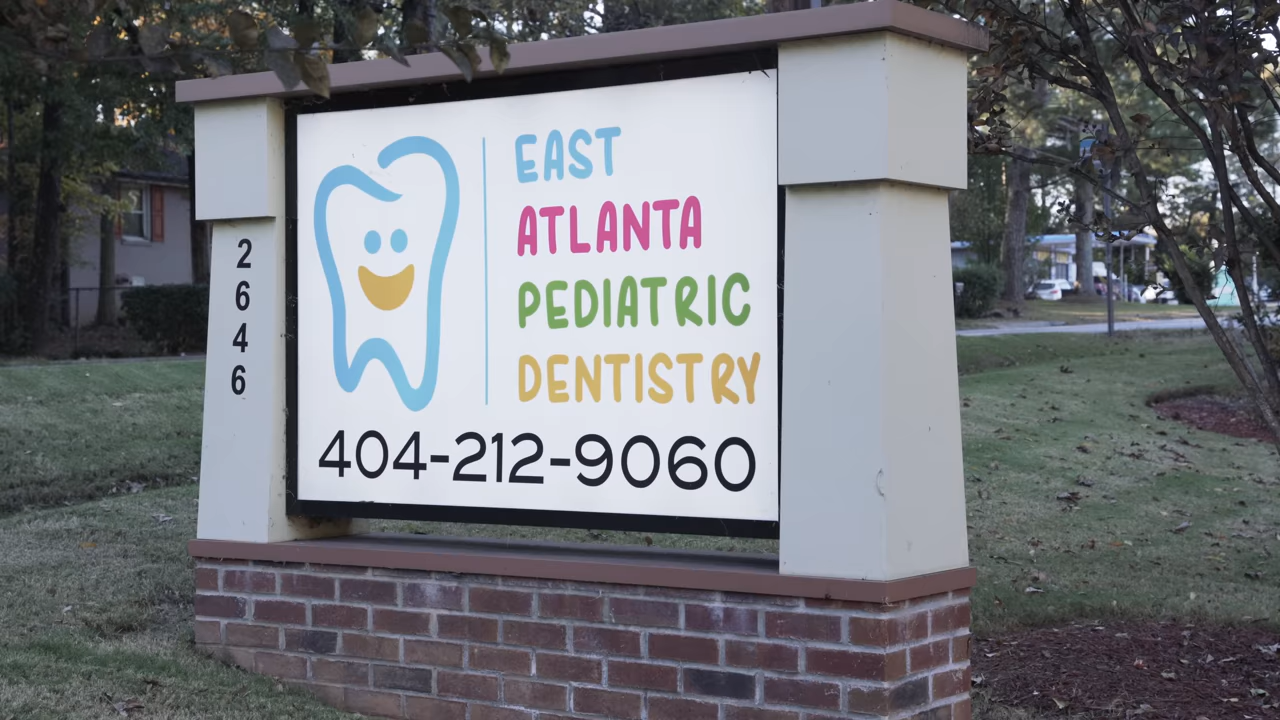 2
6
4
6
EAST
ATLANTA
PEDIATRIC
DENTISTRY
404-212-9060